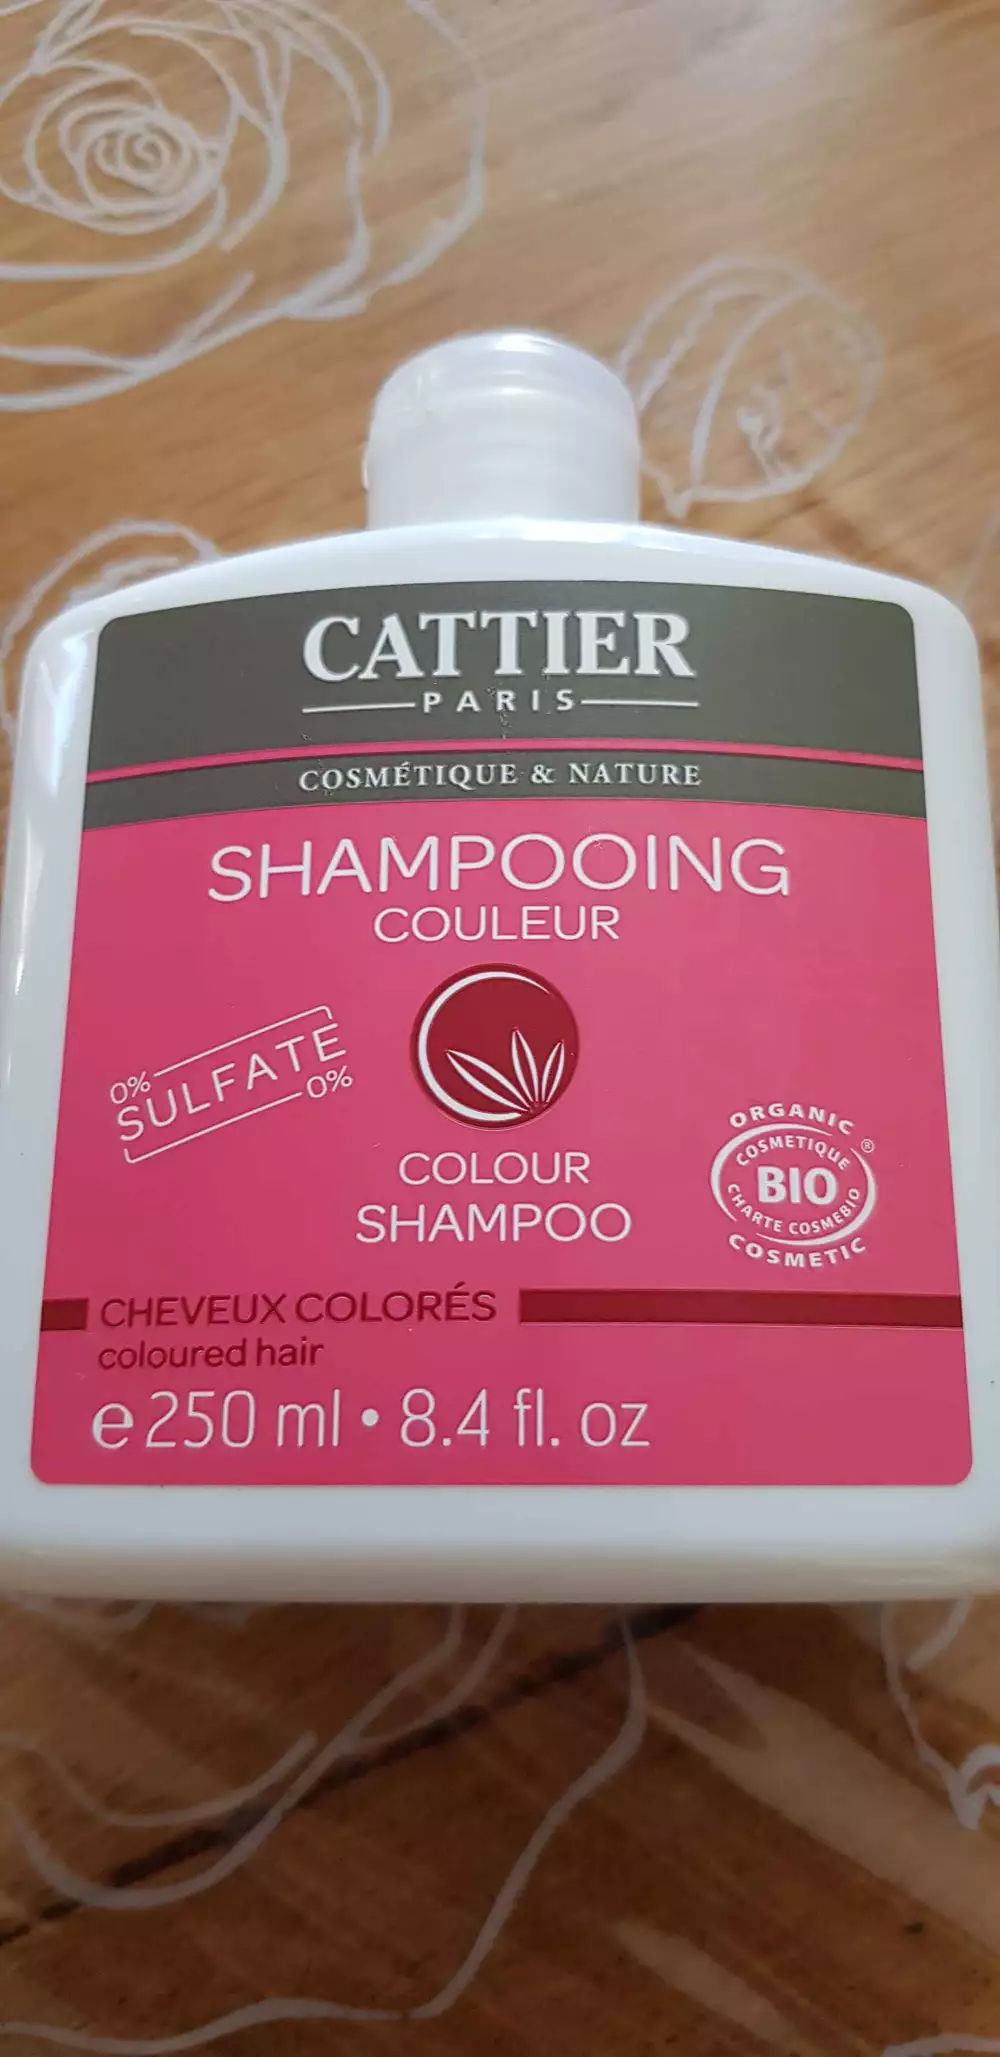 CATTIER
PARIS
COSMÉTIQUE & NATURE
SHAMPOOING
COULEUR
0%
SULFATE
0%
COLOUR
SHAMPOO
ORGANIC
COSMETIQUE ®
BIO
CHARTE COSMEBIO
COSMETIC
CHEVEUX COLORÉS
coloured hair
e 250 ml • 8.4 fl. oz